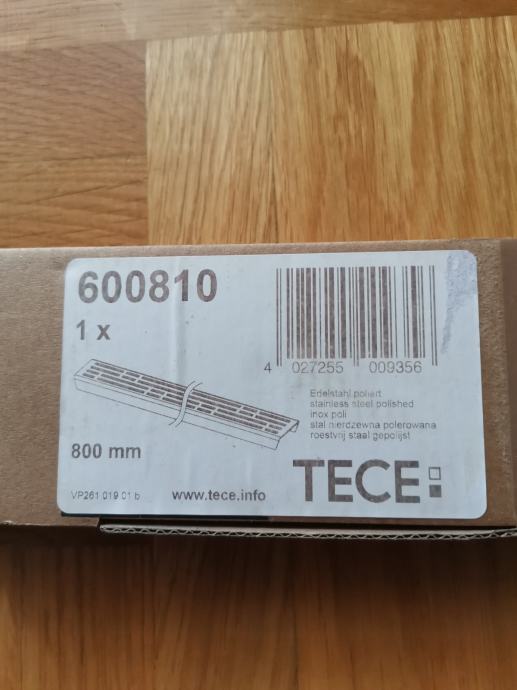 600810
1 x
4 027255 009356
Edelstahl poliert
stainless steel polished
inox poli
stal nierdzewna polerowana
roestvrij staal gepolijst
800 mm
VP261 019 01 b
www.tece.info
TECE